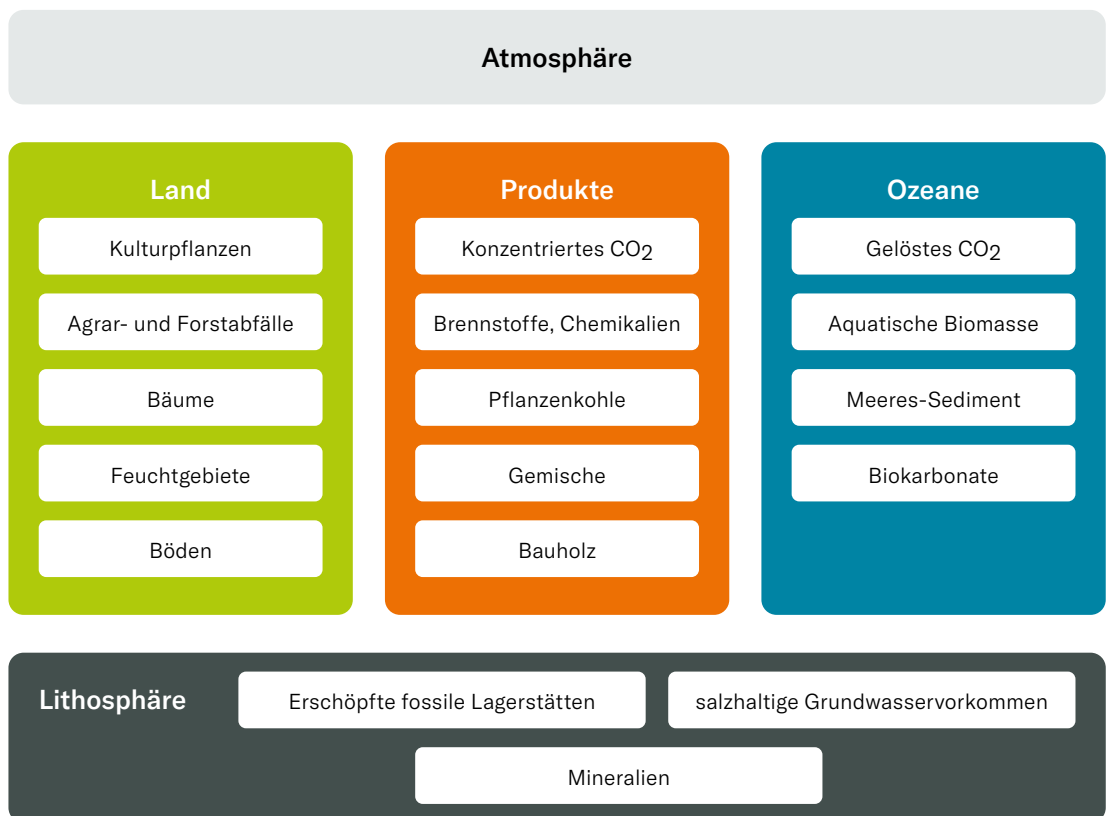 Atmosphäre
Land
Kulturpflanzen
Agrar- und Forstabfälle
Bäume
Feuchtgebiete
Böden
Produkte
Konzentriertes CO2
Brennstoffe, Chemikalien
Pflanzenkohle
Gemische
Bauholz
Ozeane
Gelöstes CO2
Aquatische Biomasse
Meeres-Sediment
Biokarbonate
Lithosphäre
Erschöpfte fossile Lagerstätten
salzhaltige Grundwasservorkommen
Mineralien